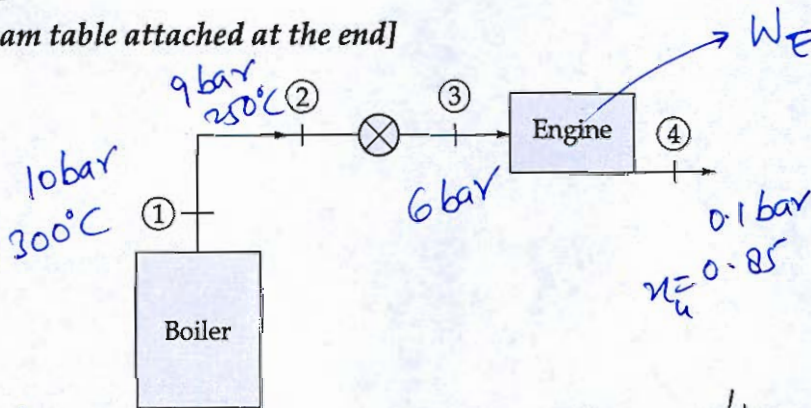 am table attached at the end]
W_E
9 bar
250°C ②
③
Engine
④
10 bar
300°C
①
6 bar
0.1 bar
x₄ = 0.85
Boiler